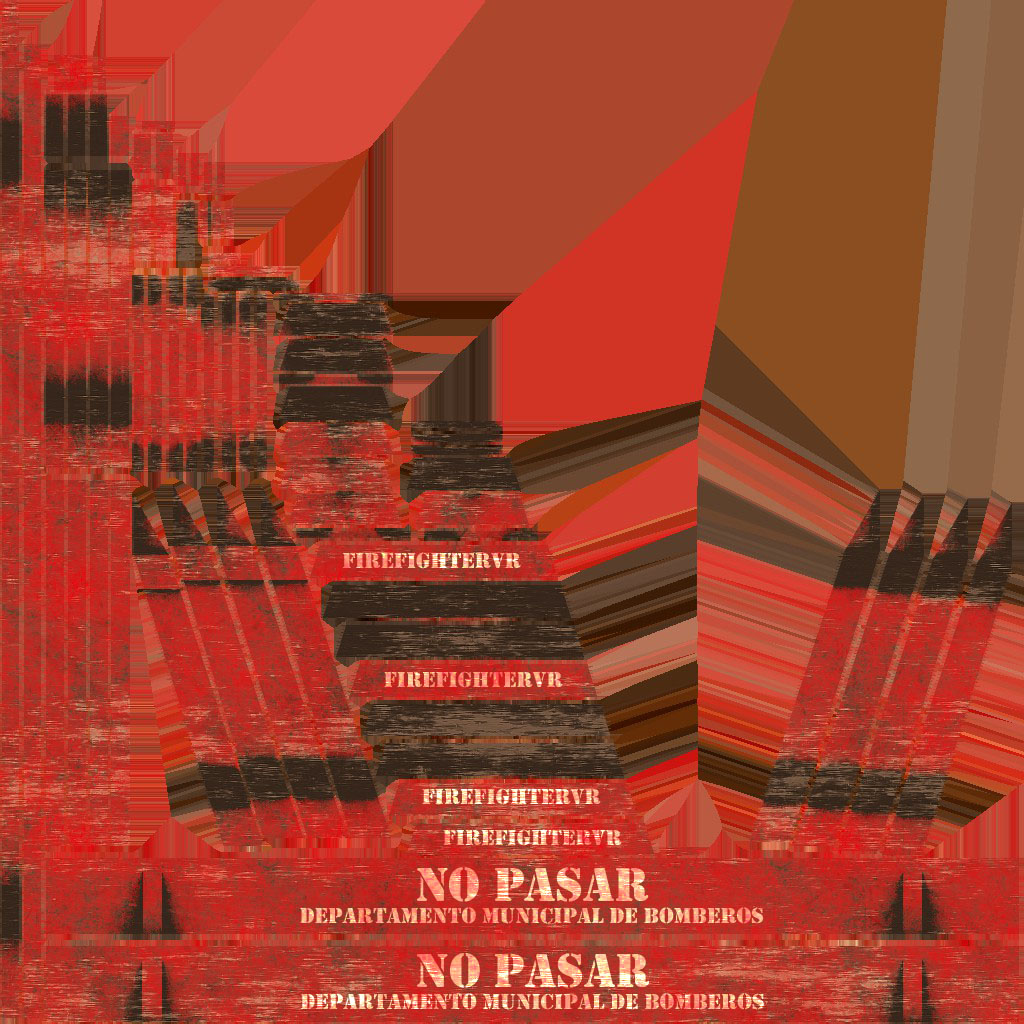 FIREFIGHTERVR
FIREFIGHTERVR
FIREFIGHTERVR
FIREFIGHTERVR
NO PASAR
DEPARTAMENTO MUNICIPAL DE BOMBEROS
NO PASAR
DEPARTAMENTO MUNICIPAL DE BOMBEROS